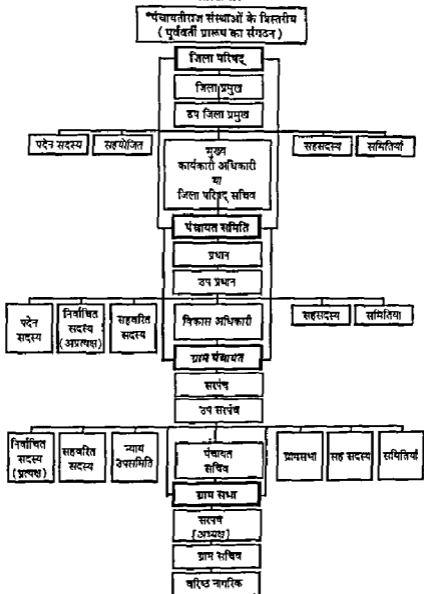 *पंचायतीराज संस्थाओं के त्रिस्तरीय
( पूर्ववर्ती प्रारूप का संगठन )
जिला परिषद्
जिला प्रमुख
उप जिला प्रमुख
पदेन सदस्य
सहयोजित
मुख्य
कार्यकारी अधिकारी
या
जिला परिषद् सचिव
सहसदस्य
समितियाँ
पंचायत समिति
प्रधान
उप प्रधान
पदेन
सदस्य
निर्वाचित
सदस्य
(अप्रत्यक्ष)
सहवरित
सदस्य
विकास अधिकारी
सहसदस्य
समितिया
ग्राम पंचायत
सरपंच
उप सरपंच
निर्वाचित
सदस्य
(प्रत्यक्ष)
सहवरित
सदस्य
न्याय
उपसमिति
पंचायत
सचिव
ग्रामसभा
सह सदस्य
समितियाँ
ग्राम सभा
सरपंच
(अध्यक्ष)
ग्राम सचिव
वरिष्ठ नागरिक